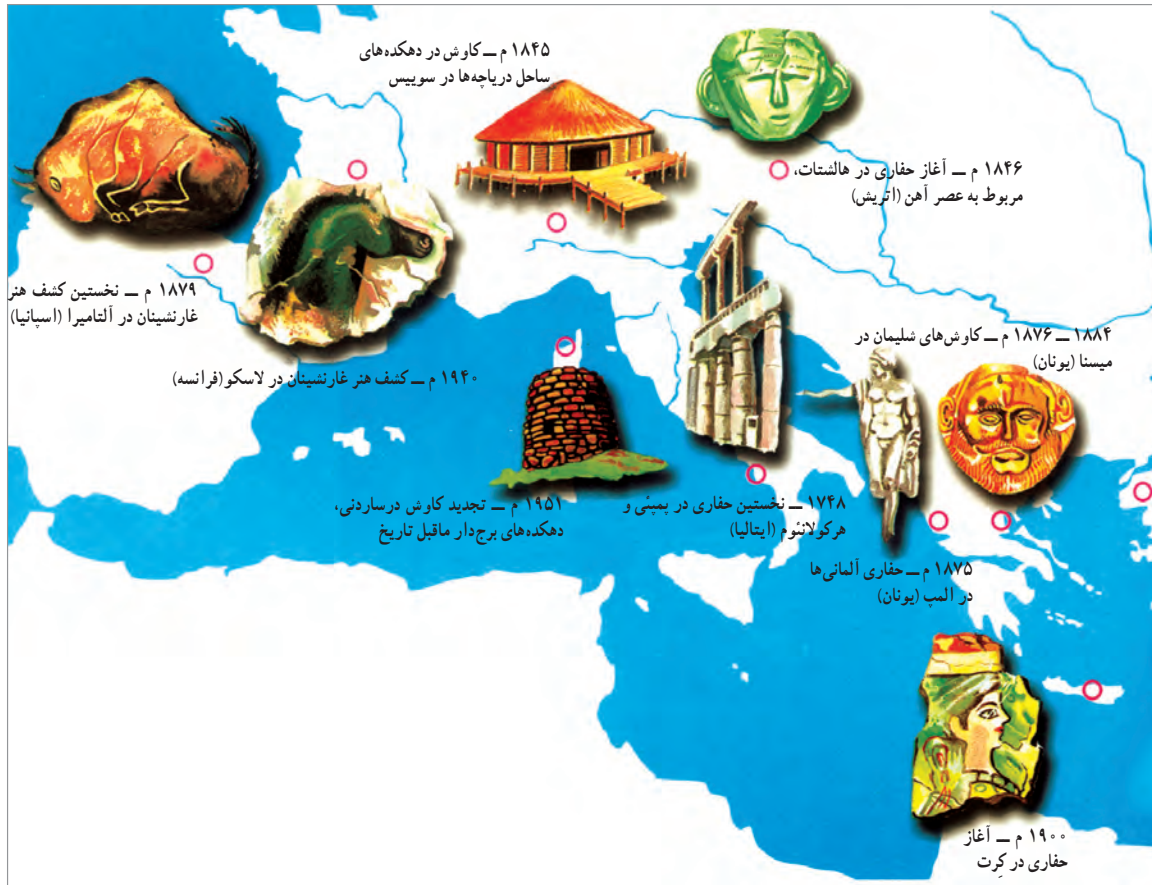 ۱۸۴۵ م ــ کاوش در دهکده‌های
ساحل دریاچه‌ها در سوییس
۱۸۴۶ م ــ آغاز حفاری در هالشتات،
مربوط به عصر آهن (اتریش)
۱۸۷۹ م ــ نخستین کشف هنر
غارنشینان در آلتامیرا (اسپانیا)
۱۸۸۴ ــ ۱۸۷۶ م ــ کاوش‌های شلیمان در
میسنا (یونان)
۱۹۴۰ م ــ کشف هنر غارنشینان در لاسکو (فرانسه)
۱۹۵۱ م ــ تجدید کاوش درساردنی،
دهکده‌های برج‌دار ماقبل تاریخ
۱۷۴۸ ــ نخستین حفاری در پمپئی و
هرکولانئوم (ایتالیا)
۱۸۷۵ م ــ حفاری آلمانی‌ها
در المپ (یونان)
۱۹۰۰ م ــ آغاز
حفاری در کِرت